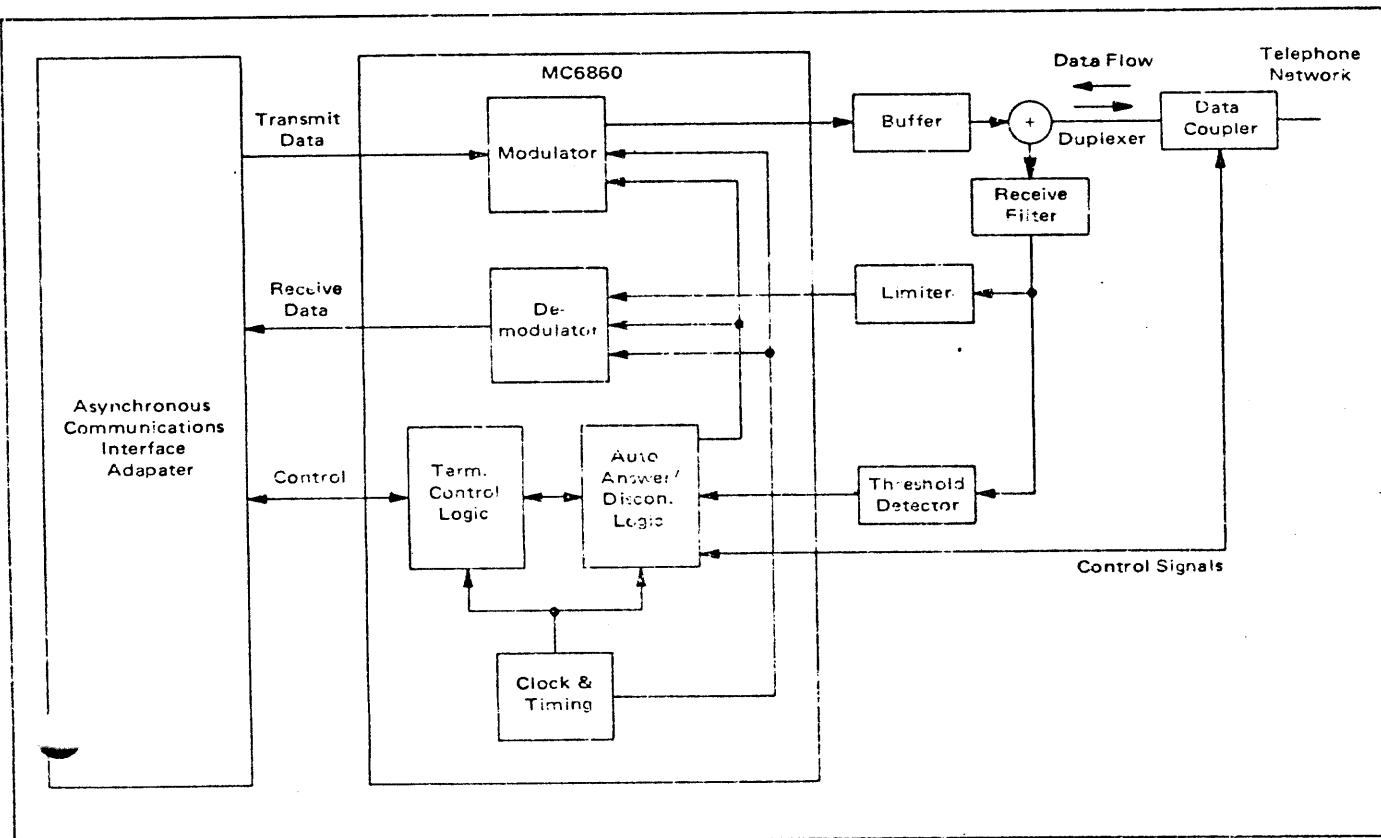 MC6860
Data Flow
Telephone
Network
Transmit
Data
Modulator
Buffer
+
Duplexer
Data
Coupler
Receive
Filter
Receive
Data
De-
modulator
Limiter
Asynchronous
Communications
Interface
Adapater
Control
Term.
Control
Logic
Auto
Answer/
Discon.
Logic
Threshold
Detector
Control Signals
Clock &
Timing